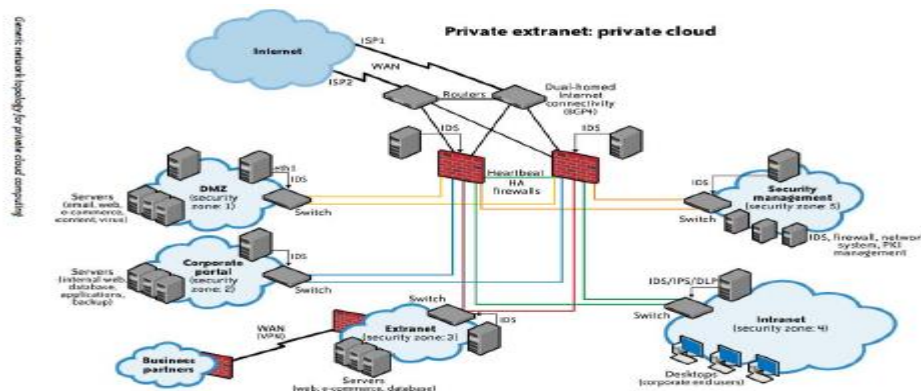 Private extranet: private cloud
Generic network topology for private cloud computing
Internet
ISP1
WAN
ISP2
Routers
Dual-homed
Internet
connectivity
(BGP4)
IDS
IDS
Heartbeat
HA
firewalls
eth1
IDS
DMZ
(security
zone: 1)
Servers
(email, web,
e-commerce,
content, virus)
Switch
IDS
Security
management
(security zone: 5)
Switch
IDS, firewall, network
system, PKI
management
IDS
Corporate
portal
(security
zone: 2)
Servers
(internal web,
database,
applications,
backup)
Switch
Switch
IDS
Extranet
(security zone: 3)
WAN
(VPN)
Business
partners
Servers
(web, e-commerce, database)
IDS/IPS/DLP
Switch
Intranet
(security zone: 4)
Desktops
(corporate end users)